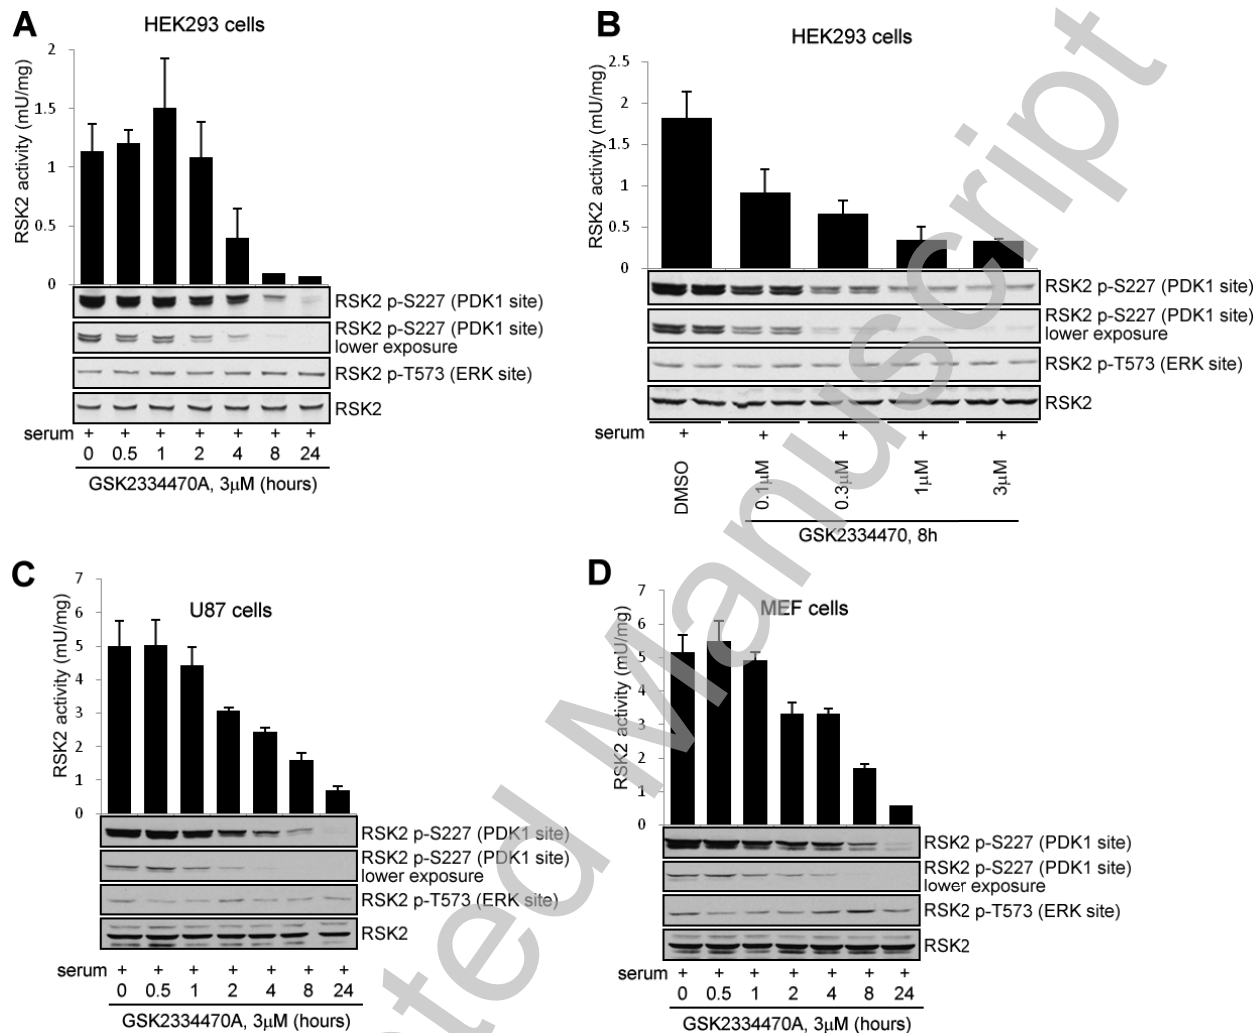 A
HEK293 cells
RSK2 activity (mU/mg)
2
1.5
1
0.5
0
RSK2 p-S227 (PDK1 site)
RSK2 p-S227 (PDK1 site)
lower exposure
RSK2 p-T573 (ERK site)
RSK2
serum + + + + + + +
0 0.5 1 2 4 8 24
GSK2334470A, 3µM (hours)
B
HEK293 cells
RSK2 activity (mU/mg)
2.5
2
1.5
1
0.5
0
RSK2 p-S227 (PDK1 site)
RSK2 p-S227 (PDK1 site)
lower exposure
RSK2 p-T573 (ERK site)
RSK2
serum + + + + +
DMSO 0.1µM 0.3µM 1µM 3µM
GSK2334470, 8h
C
U87 cells
RSK2 activity (mU/mg)
7
6
5
4
3
2
1
0
RSK2 p-S227 (PDK1 site)
RSK2 p-S227 (PDK1 site)
lower exposure
RSK2 p-T573 (ERK site)
RSK2
serum + + + + + + +
0 0.5 1 2 4 8 24
GSK2334470A, 3µM (hours)
D
MEF cells
RSK2 activity (mU/mg)
7
6
5
4
3
2
1
0
RSK2 p-S227 (PDK1 site)
RSK2 p-S227 (PDK1 site)
lower exposure
RSK2 p-T573 (ERK site)
RSK2
serum + + + + + + +
0 0.5 1 2 4 8 24
GSK2334470A, 3µM (hours)
ted Manuscript